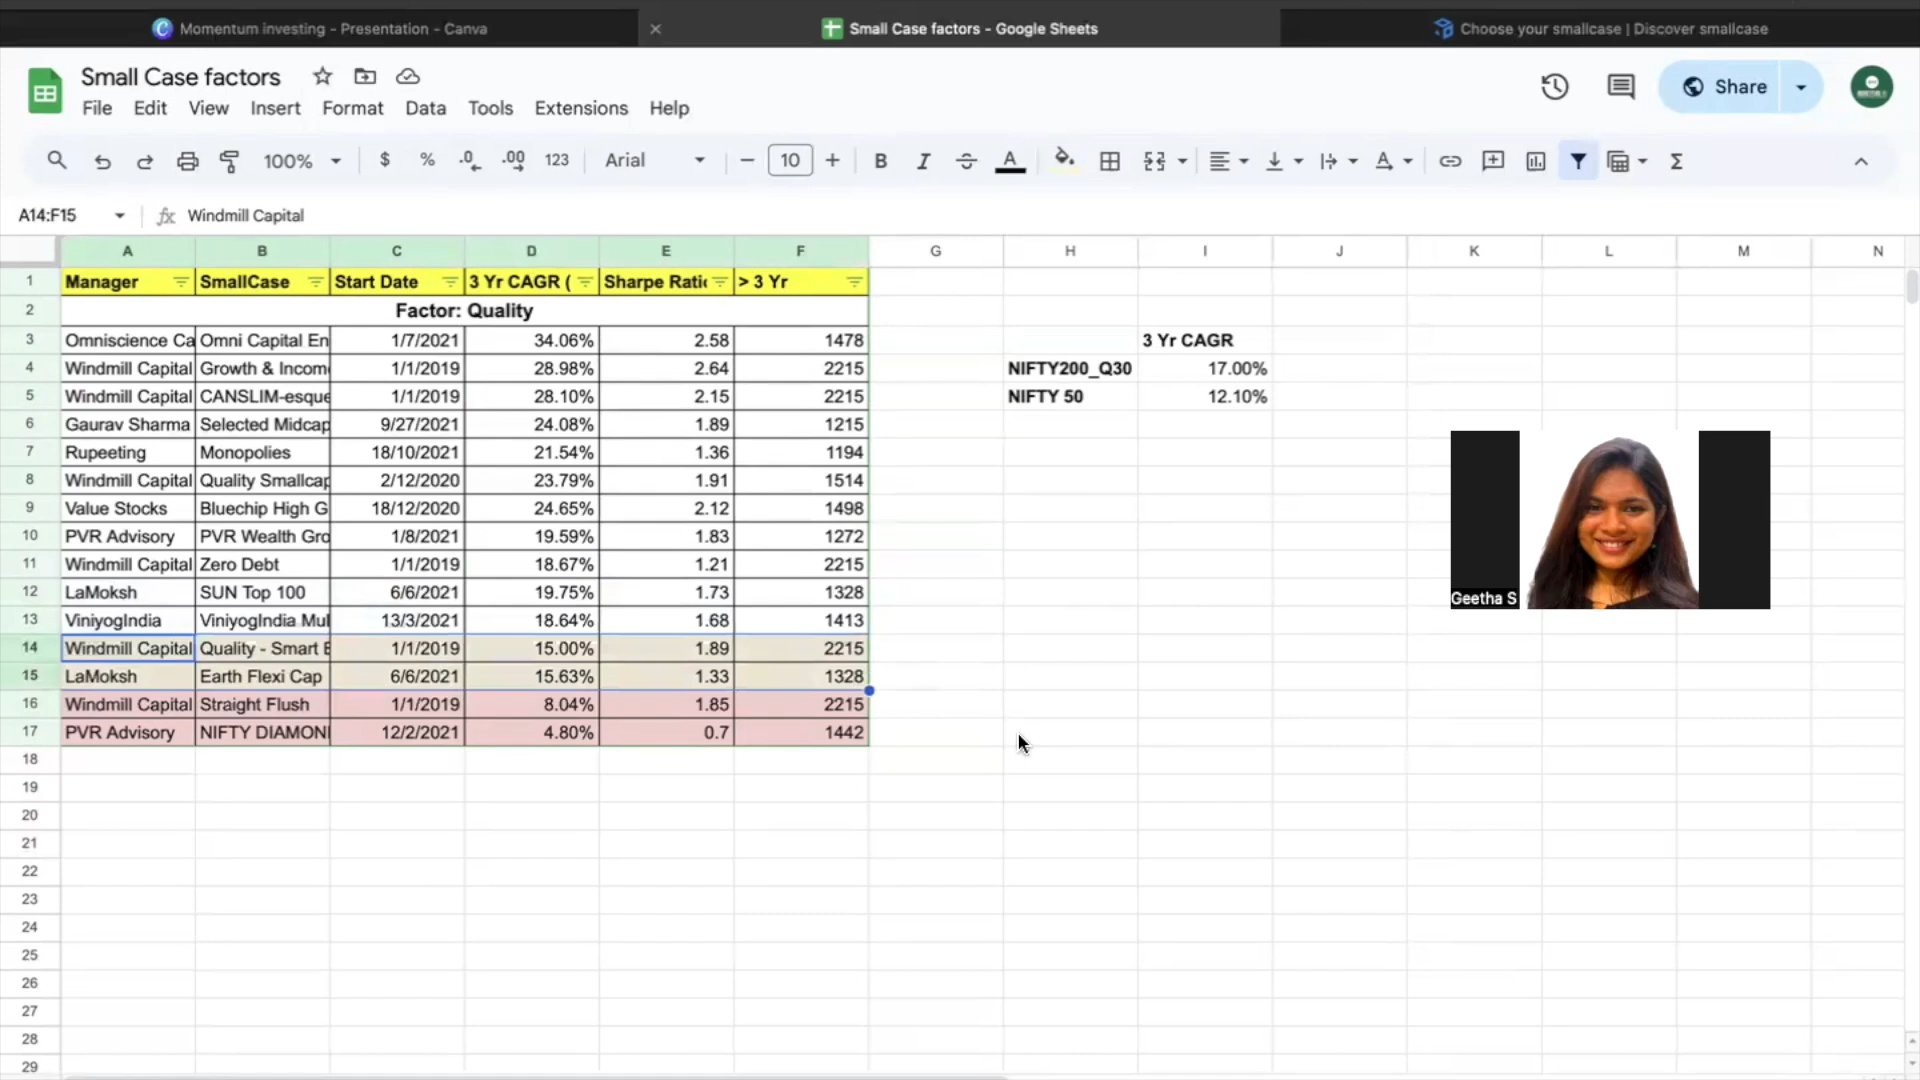 Momentum investing - Presentation - Canva
Small Case factors - Google Sheets
Choose your smallcase | Discover smallcase
Small Case factors
Share
File Edit View Insert Format Data Tools Extensions Help
100% $ % .0 .00 123 Arial 10 B I A
A14:F15 fx Windmill Capital
A B C D E F G H I J K L M N
1 Manager SmallCase Start Date 3 Yr CAGR ( Sharpe Ratio > 3 Yr
2 Factor: Quality
3 Omniscience Ca Omni Capital En 1/7/2021 34.06% 2.58 1478 3 Yr CAGR
4 Windmill Capital Growth & Income 1/1/2019 28.98% 2.64 2215 NIFTY200_Q30 17.00%
5 Windmill Capital CANSLIM-esque 1/1/2019 28.10% 2.15 2215 NIFTY 50 12.10%
6 Gaurav Sharma Selected Midcap 9/27/2021 24.08% 1.89 1215
7 Rupeeting Monopolies 18/10/2021 21.54% 1.36 1194
8 Windmill Capital Quality Smallcap 2/12/2020 23.79% 1.91 1514
9 Value Stocks Bluechip High G 18/12/2020 24.65% 2.12 1498
10 PVR Advisory PVR Wealth Gro 1/8/2021 19.59% 1.83 1272
11 Windmill Capital Zero Debt 1/1/2019 18.67% 1.21 2215
12 LaMoksh SUN Top 100 6/6/2021 19.75% 1.73 1328
13 ViniyogIndia ViniyogIndia Mul 13/3/2021 18.64% 1.68 1413
14 Windmill Capital Quality - Smart B 1/1/2019 15.00% 1.89 2215
15 LaMoksh Earth Flexi Cap 6/6/2021 15.63% 1.33 1328
16 Windmill Capital Straight Flush 1/1/2019 8.04% 1.85 2215
17 PVR Advisory NIFTY DIAMON 12/2/2021 4.80% 0.7 1442
18
19
20
21
22
23
24
25
26
27
28
29
Geetha S